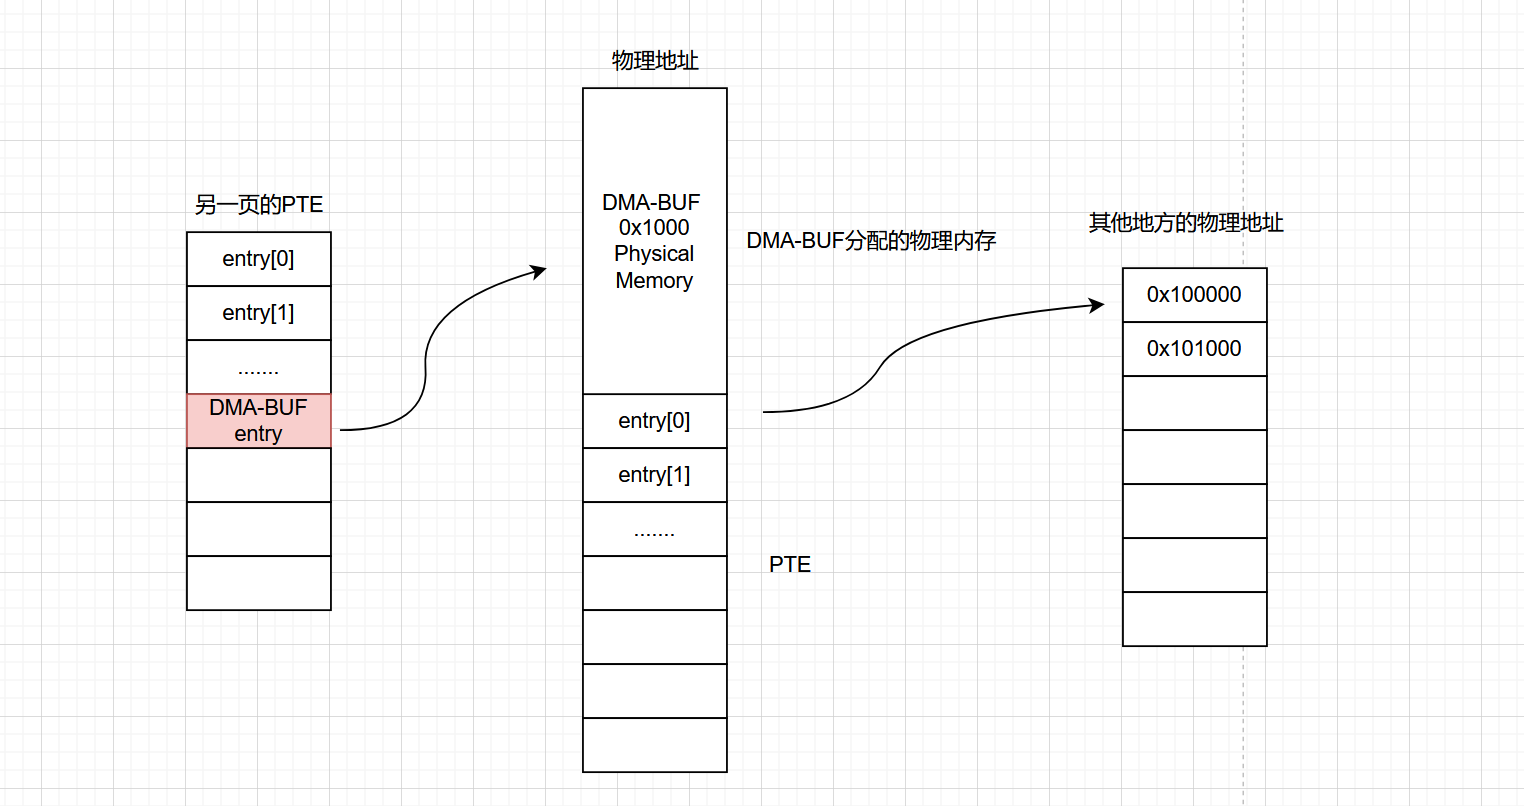 另一页的PTE
entry[0]
entry[1]
.......
DMA-BUF
entry
物理地址
DMA-BUF
0x1000
Physical
Memory
entry[0]
entry[1]
.......
DMA-BUF分配的物理内存
PTE
其他地方的物理地址
0x100000
0x101000